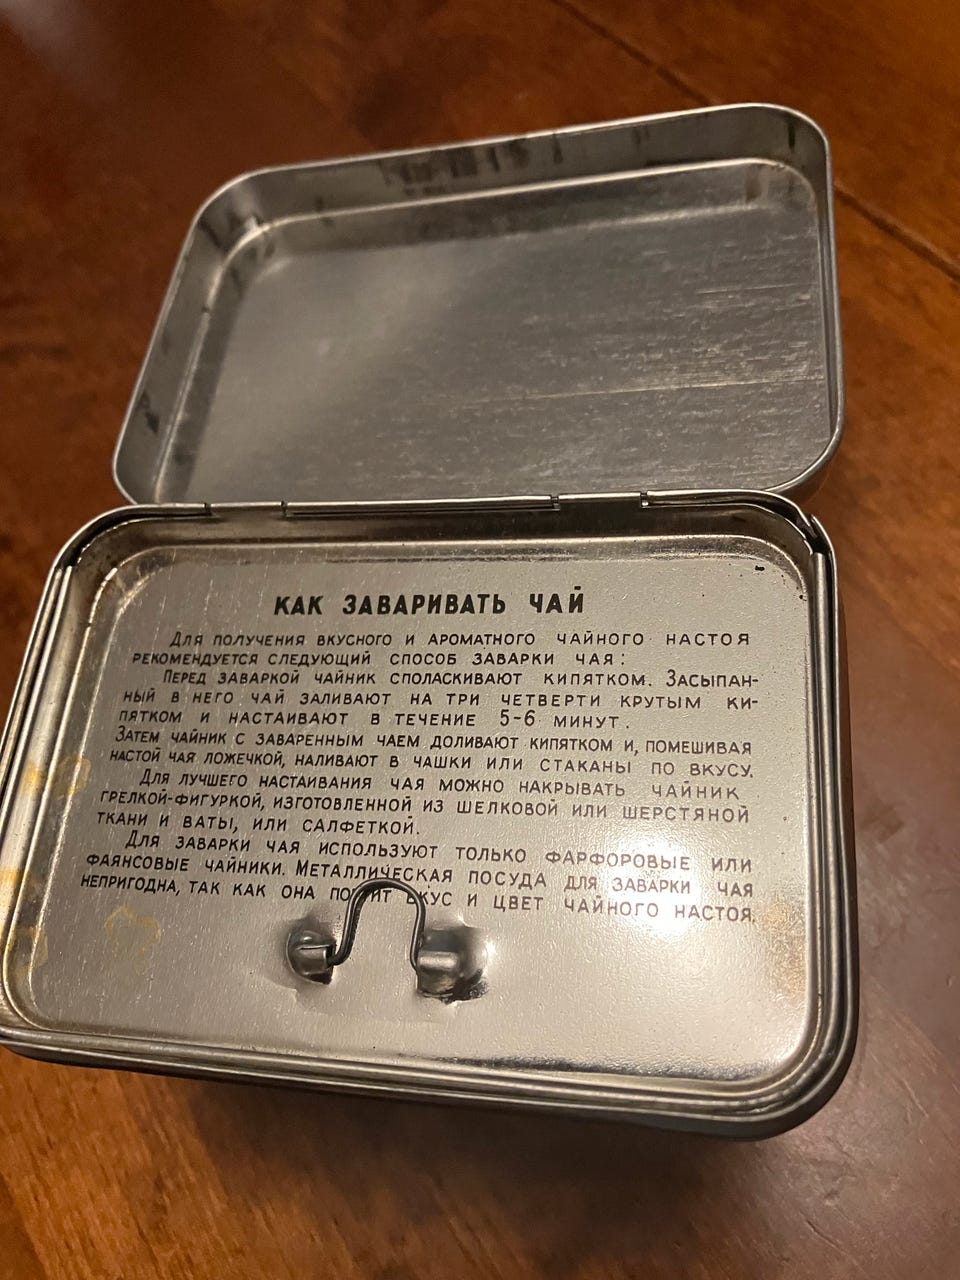 КАК ЗАВАРИВАТЬ ЧАЙ
Для получения вкусного и ароматного чайного настоя
рекомендуется следующий способ заварки чая:
Перед заваркой чайник споласкивают кипятком. Засыпан-
ный в него чай заливают на три четверти крутым ки-
пятком и настаивают в течение 5-6 минут.
Затем чайник с заваренным чаем доливают кипятком и, помешивая
настой чая ложечкой, наливают в чашки или стаканы по вкусу.
Для лучшего настаивания чая можно накрывать чайник
грелкой-фигуркой, изготовленной из шелковой или шерстяной
ткани и ваты, или салфеткой.
Для заварки чая используют только фарфоровые или
фаянсовые чайники. Металлическая посуда для заварки чая
непригодна, так как она портит вкус и цвет чайного настоя.